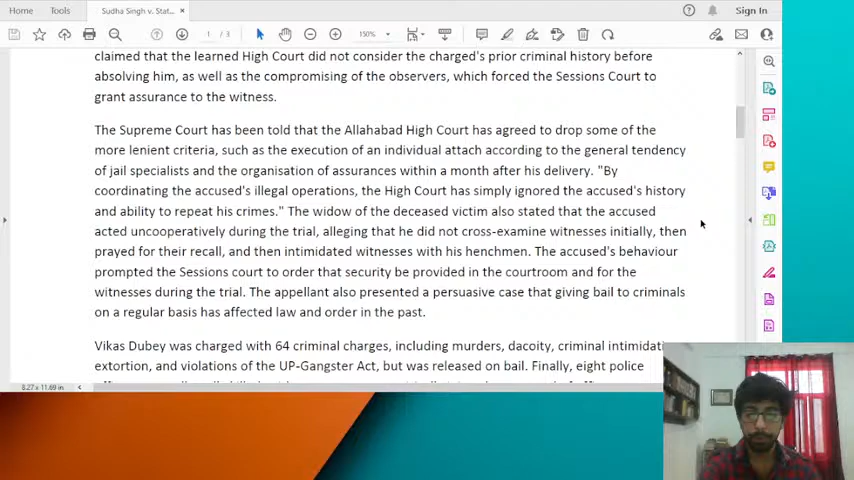 Home Tools Sudha Singh v. Stat... × Sign In
1 / 3 150%
claimed that the learned High Court did not consider the charged's prior criminal history before
absolving him, as well as the compromising of the observers, which forced the Sessions Court to
grant assurance to the witness.
The Supreme Court has been told that the Allahabad High Court has agreed to drop some of the
more lenient criteria, such as the execution of an individual attach according to the general tendency
of jail specialists and the organisation of assurances within a month after his delivery. "By
coordinating the accused's illegal operations, the High Court has simply ignored the accused's history
and ability to repeat his crimes." The widow of the deceased victim also stated that the accused
acted uncooperatively during the trial, alleging that he did not cross-examine witnesses initially, then
prayed for their recall, and then intimidated witnesses with his henchmen. The accused's behaviour
prompted the Sessions court to order that security be provided in the courtroom and for the
witnesses during the trial. The appellant also presented a persuasive case that giving bail to criminals
on a regular basis has affected law and order in the past.
Vikas Dubey was charged with 64 criminal charges, including murders, dacoity, criminal intimidati
extortion, and violations of the UP-Gangster Act, but was released on bail. Finally, eight police
8.27 x 11.69 in